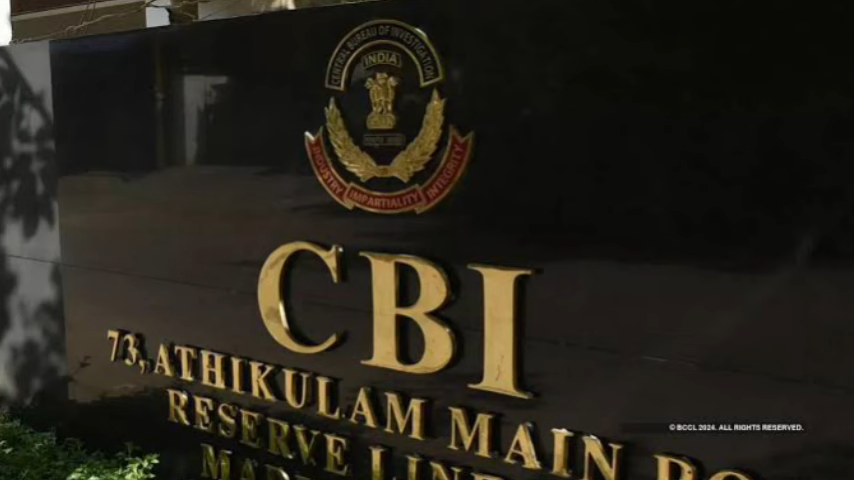 CENTRAL BUREAU OF INVESTIGATION
INDIA
INDUSTRY IMPARTIALITY INTEGRITY
CBI
73, ATHIKULAM MAIN
RESERVE
© BCCL 2024. ALL RIGHTS RESERVED.